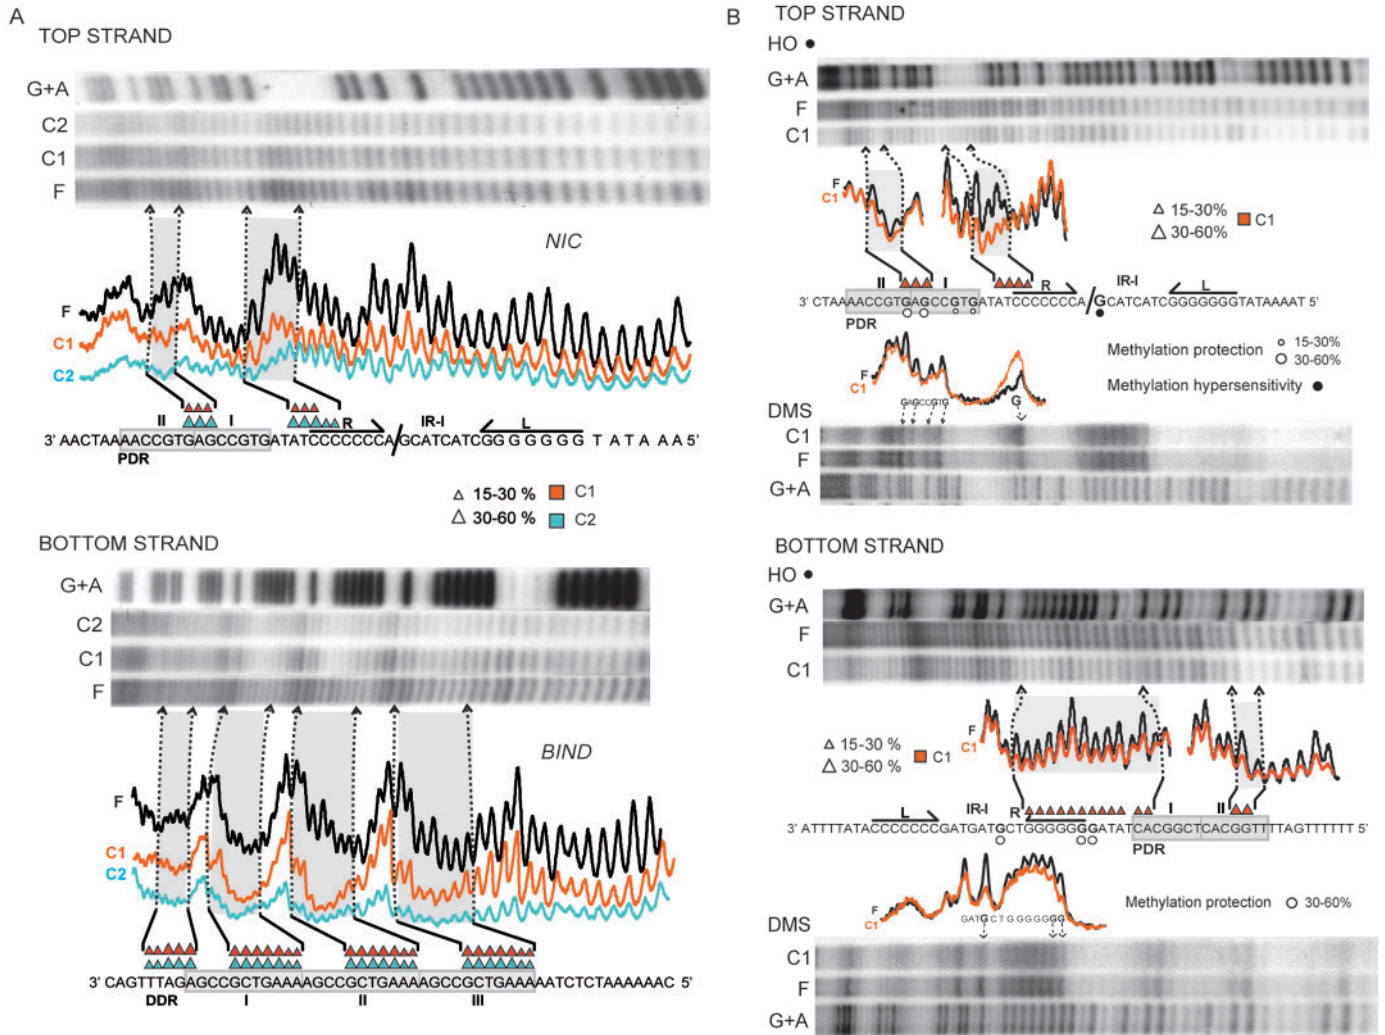 A
TOP STRAND
G+A
C2
C1
F
NIC
F
C1
C2
II I R IR-I L
3' AACTAAAACCGTGAGCCGTGATATCCCCCCCA/GCATCATCGGGGGGGTATAAAA5'
PDR
15-30 % C1
30-60 % C2
BOTTOM STRAND
G+A
C2
C1
F
BIND
F
C1
C2
3' CAGTTTAGAGCCGCTGAAAAGCCGCTGAAAAGCCGCTGAAAAATCTCTAAAAAAC 5'
DDR I II III
B
TOP STRAND
HO
G+A
F
C1
F
C1
15-30%
30-60%
C1
II I R IR-I L
3' CTAAAACCGTGAGCCGTGATATCCCCCCCA/GCATCATCGGGGGGGTATAAAAT 5'
PDR
Methylation protection 15-30%
30-60%
Methylation hypersensitivity
F
C1
GAGCCGTG
G
DMS
C1
F
G+A
BOTTOM STRAND
HO
G+A
F
C1
F
C1
15-30 %
30-60 %
C1
L IR-I R I II
3' ATTTTATACCCCCCCGATGATGCTGGGGGGGATATCACGGCTCACGGTTTTAGTTTTTT 5'
PDR
Methylation protection 30-60%
F
C1
GATGCTGGGGGGG
DMS
C1
F
G+A